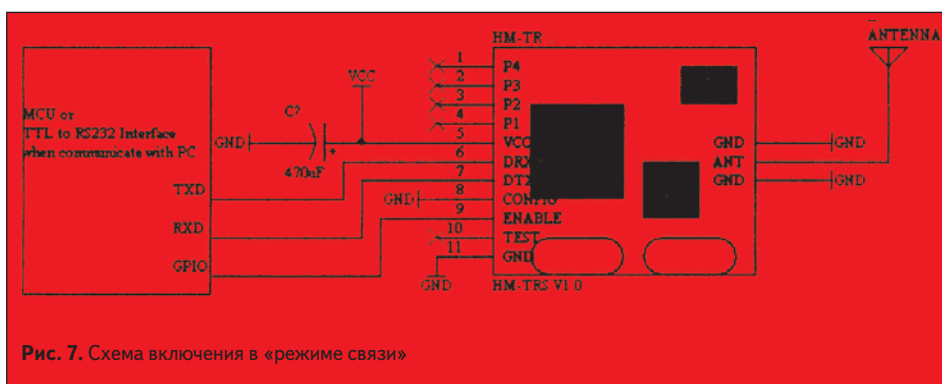 HM-TR
ANTENNA
MCU or
TTL to RS232 Interface
when communicate with PC
TXD
RXD
GPIO
VCC
C?
GND
470uF
GND
GND
1
2
3
4
5
6
7
8
9
10
11
P4
P3
P2
P1
VCC
DRX
DTX
CONFIG
ENABLE
TEST
GND
GND
ANT
GND
GND
GND
HM-TRS V1.0
Рис. 7. Схема включения в «режиме связи»